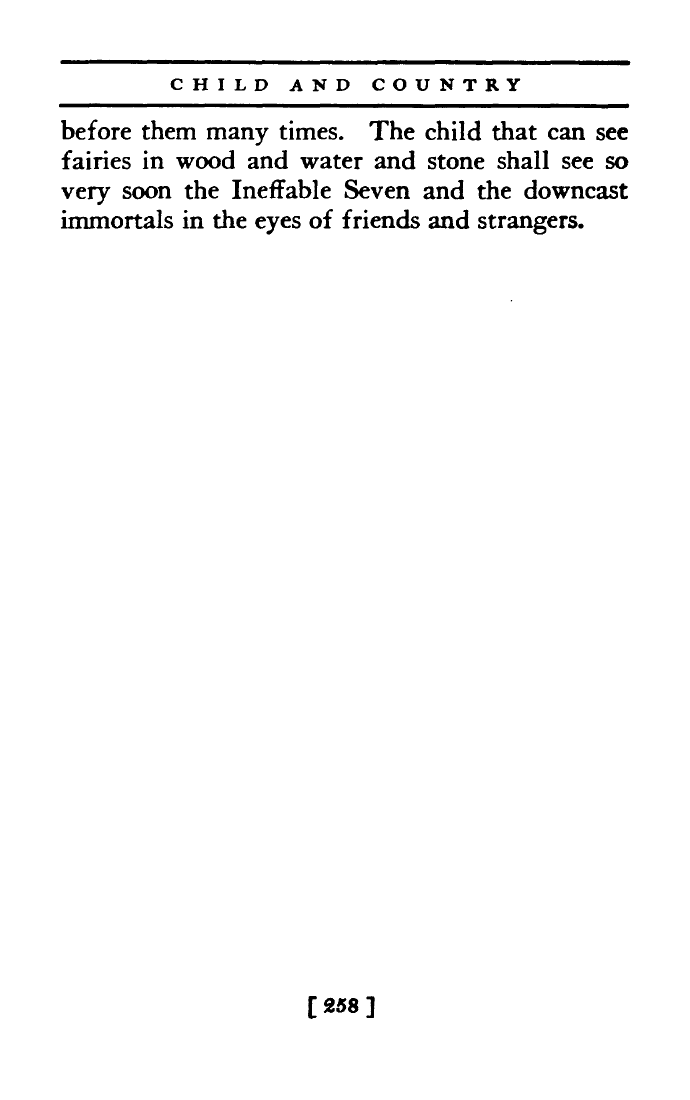 CHILD AND COUNTRY
before them many times. The child that can see
fairies in wood and water and stone shall see so
very soon the Ineffable Seven and the downcast
immortals in the eyes of friends and strangers.
[ 258 ]